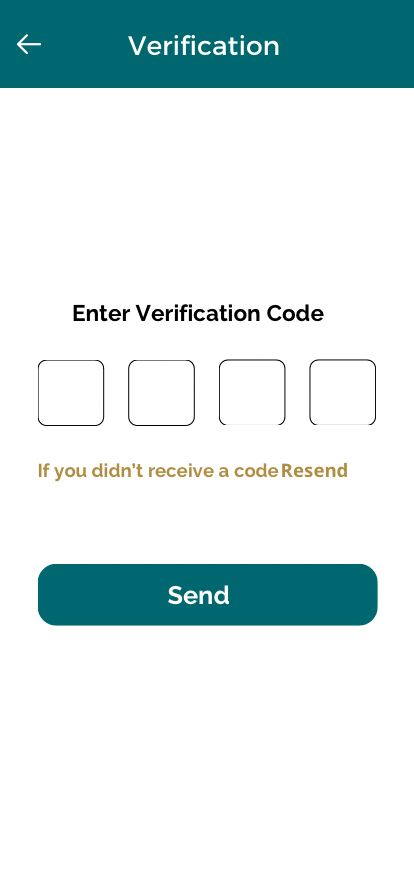 Verification
Enter Verification Code
If you didn't receive a code Resend
Send